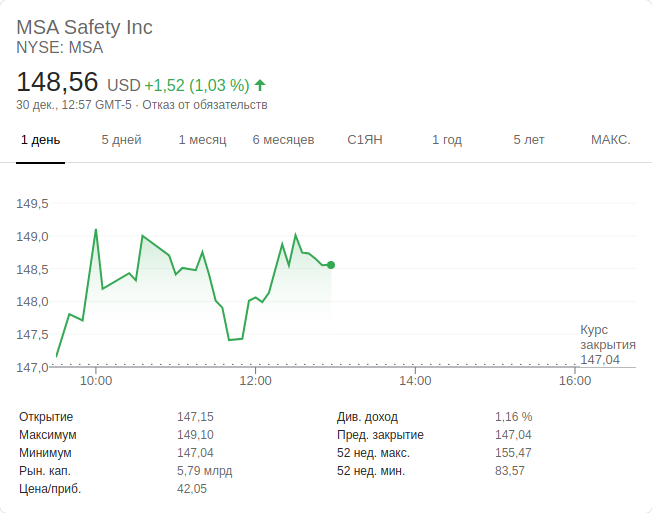 MSA Safety Inc
NYSE: MSA
148,56 USD +1,52 (1,03 %)
30 дек., 12:57 GMT-5 · Отказ от обязательств
1 день 5 дней 1 месяц 6 месяцев С1ЯН 1 год 5 лет МАКС.
149,5
149,0
148,5
148,0
147,5
147,0
Курс
закрытия
147,04
10:00 12:00 14:00 16:00
Открытие 147,15 Див. доход 1,16 %
Максимум 149,10 Пред. закрытие 147,04
Минимум 147,04 52 нед. макс. 155,47
Рын. кап. 5,79 млрд 52 нед. мин. 83,57
Цена/приб. 42,05